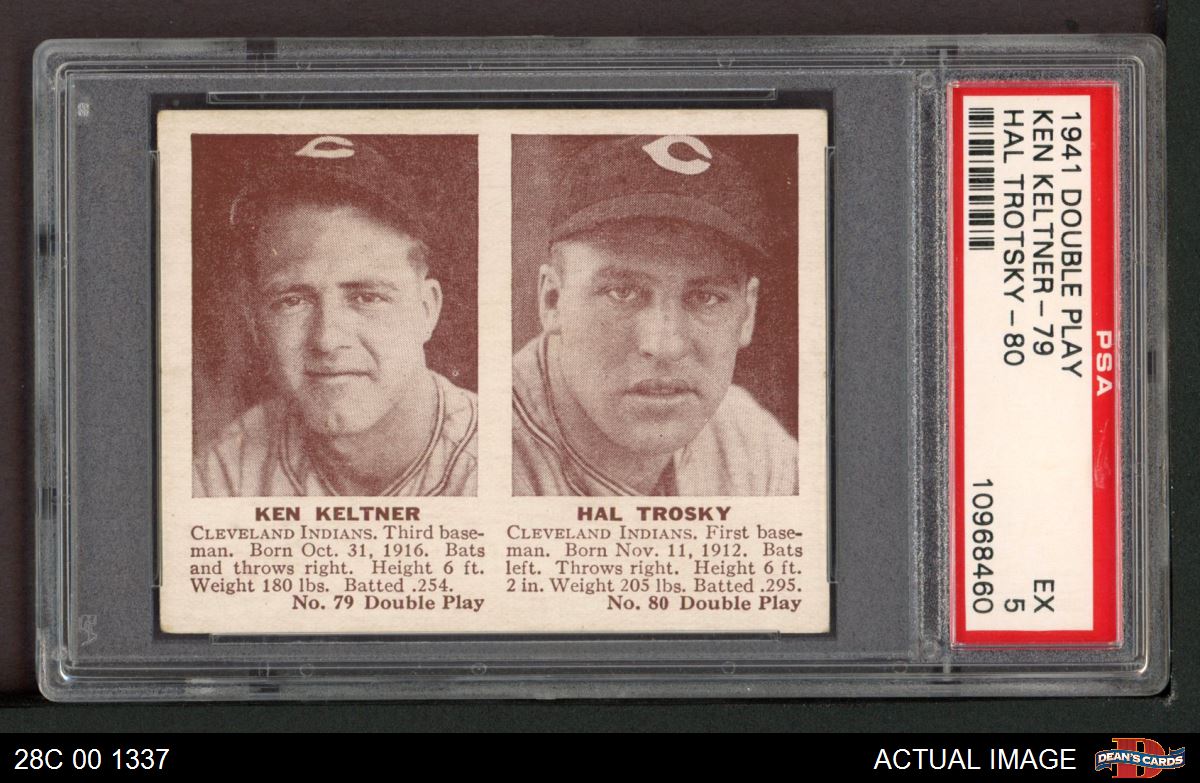 KEN KELTNER
CLEVELAND INDIANS. Third base-
man. Born Oct. 31, 1916. Bats
and throws right. Height 6 ft.
Weight 180 lbs. Batted .254.
No. 79 Double Play
HAL TROSKY
CLEVELAND INDIANS. First base-
man. Born Nov. 11, 1912. Bats
left. Throws right. Height 6 ft.
2 in. Weight 205 lbs. Batted .295.
No. 80 Double Play
PSA
1941 DOUBLE PLAY
KEN KELTNER-79
HAL TROTSKY-80
EX
5
10968460
28C 00 1337
ACTUAL IMAGE
DEAN'S CARDS